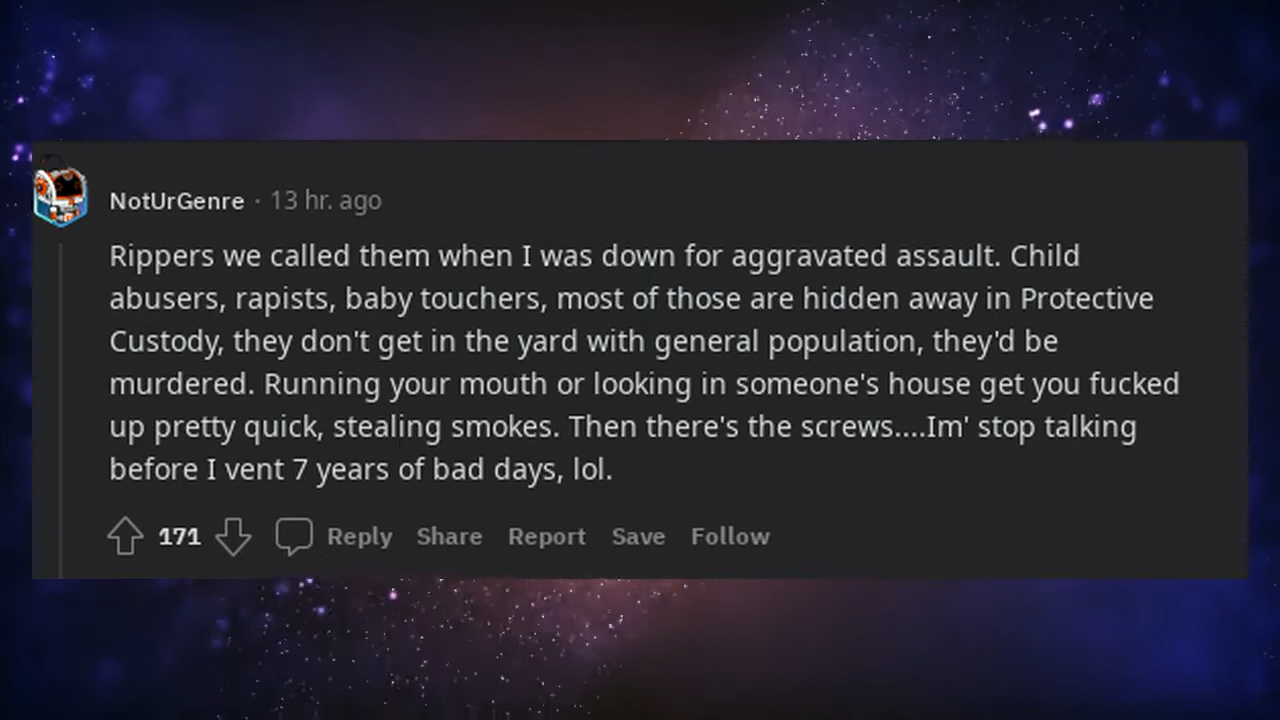 NotUrGenre · 13 hr. ago
Rippers we called them when I was down for aggravated assault. Child
abusers, rapists, baby touchers, most of those are hidden away in Protective
Custody, they don't get in the yard with general population, they'd be
murdered. Running your mouth or looking in someone's house get you fucked
up pretty quick, stealing smokes. Then there's the screws....Im' stop talking
before I vent 7 years of bad days, lol.
171 Reply Share Report Save Follow